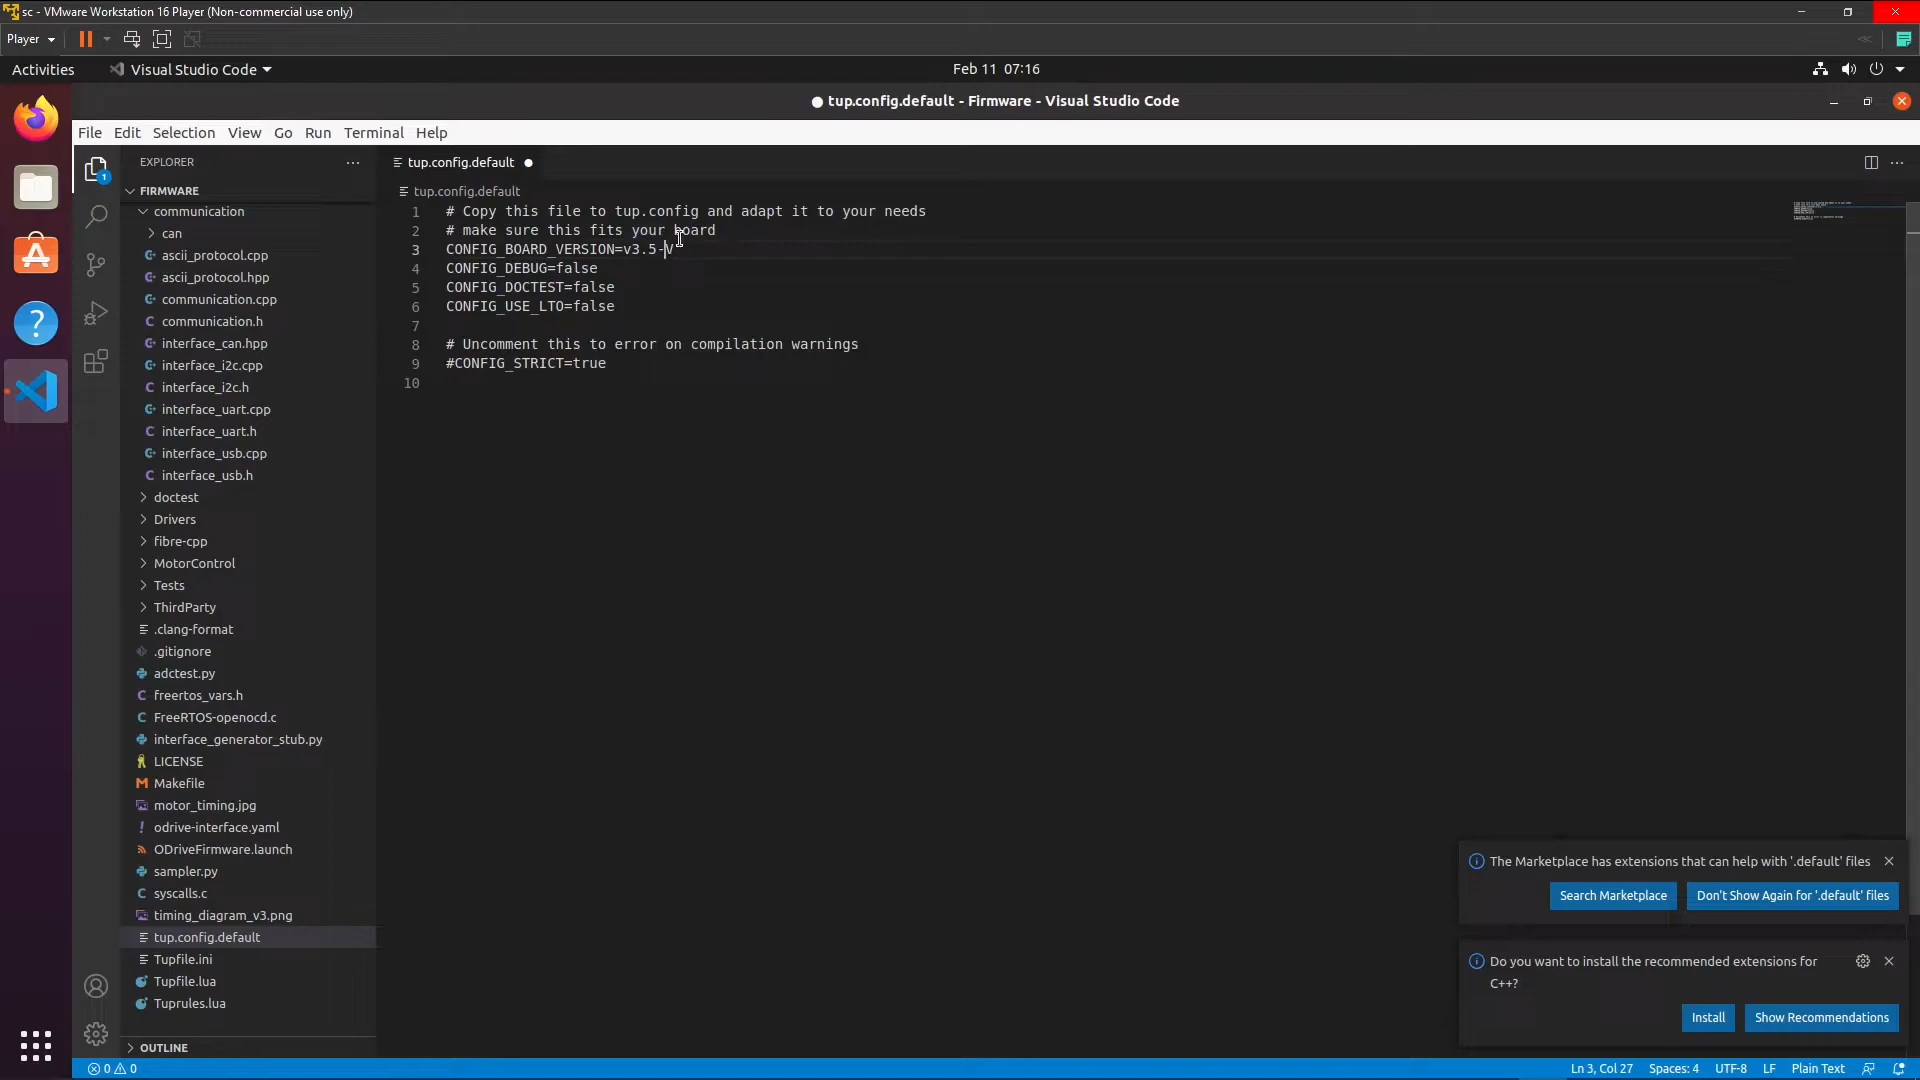 sc - VMware Workstation 16 Player (Non-commercial use only)
Player
Activities
Visual Studio Code
Feb 11 07:16
● tup.config.default - Firmware - Visual Studio Code
File Edit Selection View Go Run Terminal Help
EXPLORER
tup.config.default
FIRMWARE
tup.config.default
communication
can
ascii_protocol.cpp
ascii_protocol.hpp
communication.cpp
communication.h
interface_can.hpp
interface_i2c.cpp
interface_i2c.h
interface_uart.cpp
interface_uart.h
interface_usb.cpp
interface_usb.h
doctest
Drivers
fibre-cpp
MotorControl
Tests
ThirdParty
.clang-format
.gitignore
adctest.py
freertos_vars.h
FreeRTOS-openocd.c
interface_generator_stub.py
LICENSE
Makefile
motor_timing.jpg
odrive-interface.yaml
ODriveFirmware.launch
sampler.py
syscalls.c
timing_diagram_v3.png
tup.config.default
Tupfile.ini
Tupfile.lua
Tuprules.lua
OUTLINE
1 # Copy this file to tup.config and adapt it to your needs
2 # make sure this fits your board
3 CONFIG_BOARD_VERSION=v3.5-V
4 CONFIG_DEBUG=false
5 CONFIG_DOCTEST=false
6 CONFIG_USE_LTO=false
7
8 # Uncomment this to error on compilation warnings
9 #CONFIG_STRICT=true
10
The Marketplace has extensions that can help with '.default' files
Search Marketplace
Don't Show Again for '.default' files
Do you want to install the recommended extensions for
C++?
Install
Show Recommendations
0 0
Ln 3, Col 27 Spaces: 4 UTF-8 LF Plain Text